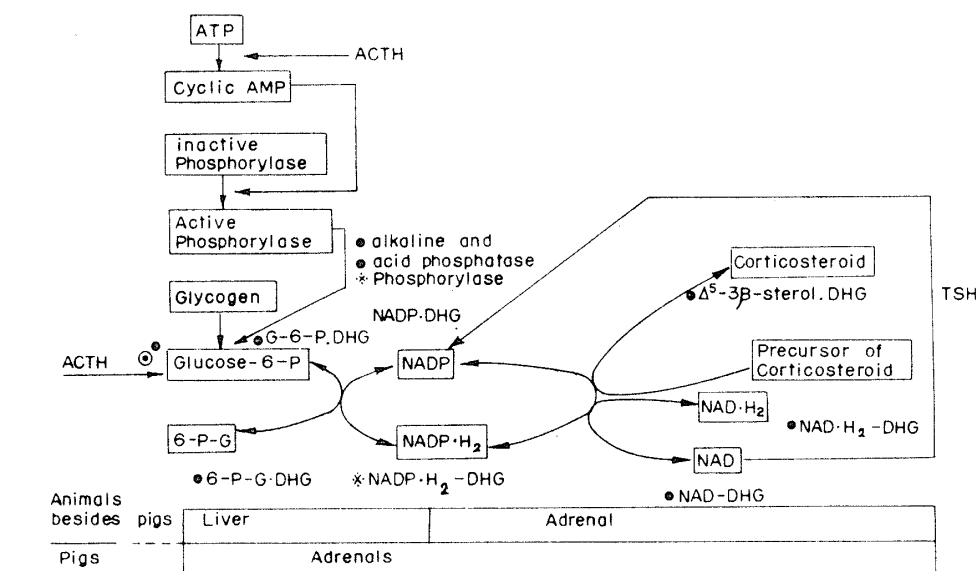 ATP
ACTH
Cyclic AMP
inactive
Phosphorylase
Active
Phosphorylase
● alkaline and
● acid phosphatase
※ Phosphorylase
Glycogen
NADP·DHG
● G-6-P.DHG
ACTH
Glucose-6-P
NADP
Corticosteroid
● Δ⁵-3β-sterol.DHG
TSH
Precursor of
Corticosteroid
NAD·H₂
● NAD·H₂-DHG
6-P-G
NADP·H₂
NAD
● 6-P-G·DHG
※ NADP·H₂-DHG
● NAD-DHG
Animals
besides pigs
Liver
Adrenal
Pigs
Adrenals